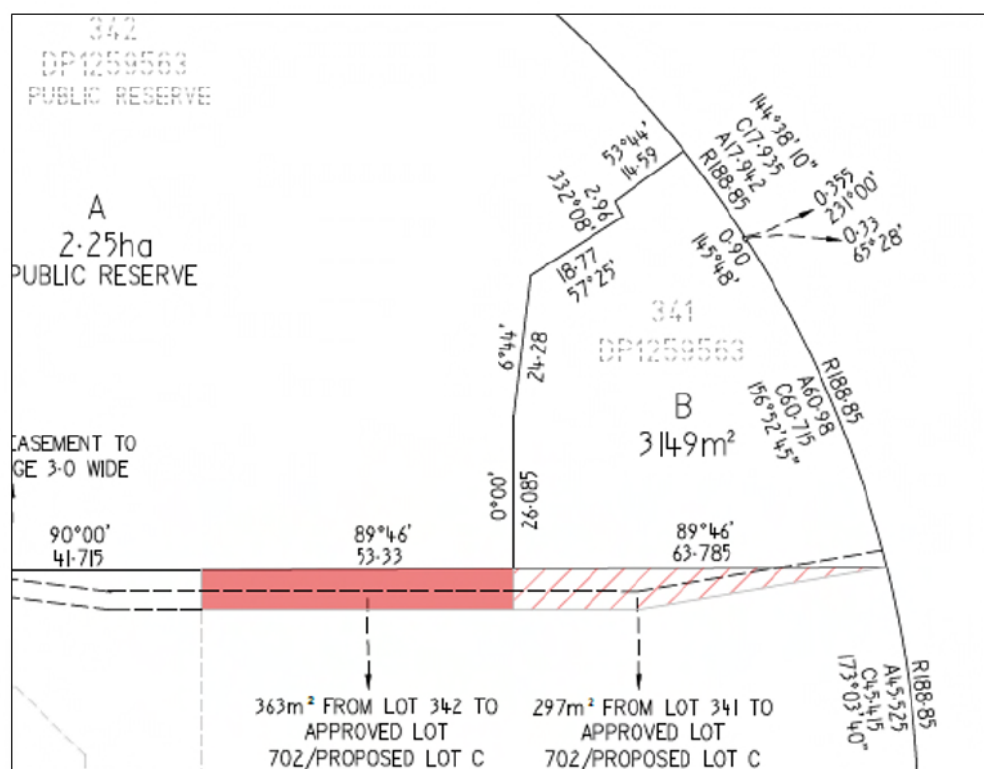 342
DP1259563
PUBLIC RESERVE
A
2·25ha
PUBLIC RESERVE
EASEMENT TO
GE 3·0 WIDE
90°00'
41·715
89°46'
53·33
0°00'
26·085
6°44'
24·28
18·77
57°25'
2·96
332°08'
53°44'
14·59
144°38'10"
C17·935
A17·942
R188·85
0·355
231°00'
0·33
65°28'
0·90
145°48'
341
DP1259563
B
3149m²
R188·85
A60·98
C60·715
156°52'45"
89°46'
63·785
363m² FROM LOT 342 TO
APPROVED LOT
702/PROPOSED LOT C
297m² FROM LOT 341 TO
APPROVED LOT
702/PROPOSED LOT C
R188·85
A45·525
C45·415
173°03'40"